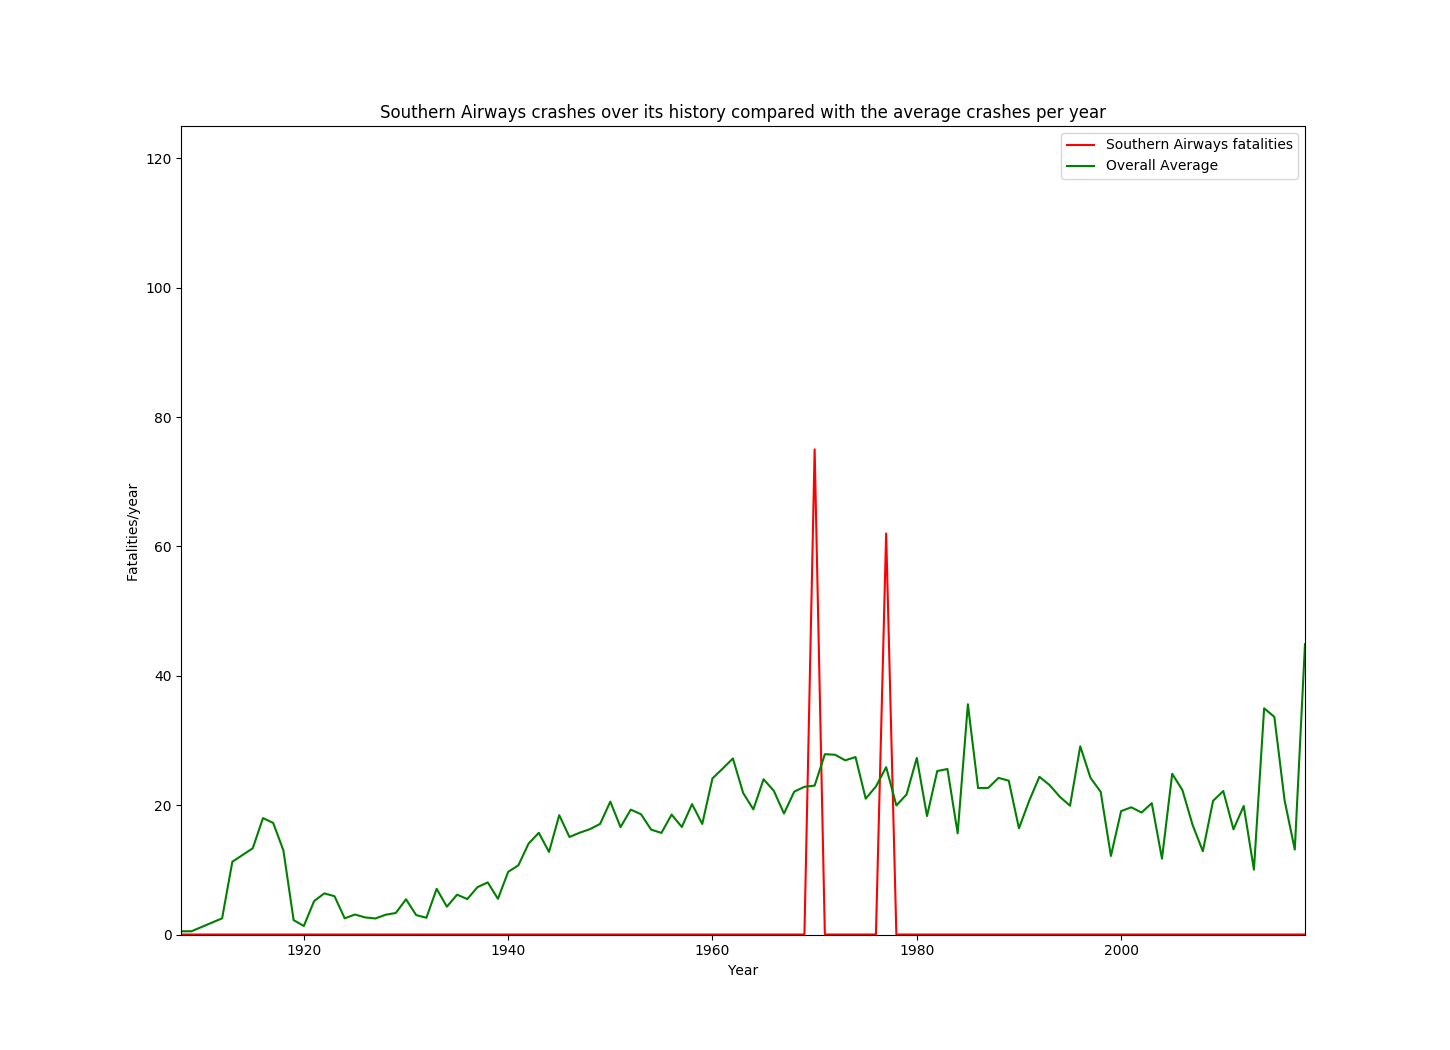 Southern Airways crashes over its history compared with the average crashes per year
Southern Airways fatalities
Overall Average
120
100
80
60
40
20
0
Fatalities/year
1920
1940
1960
1980
2000
Year